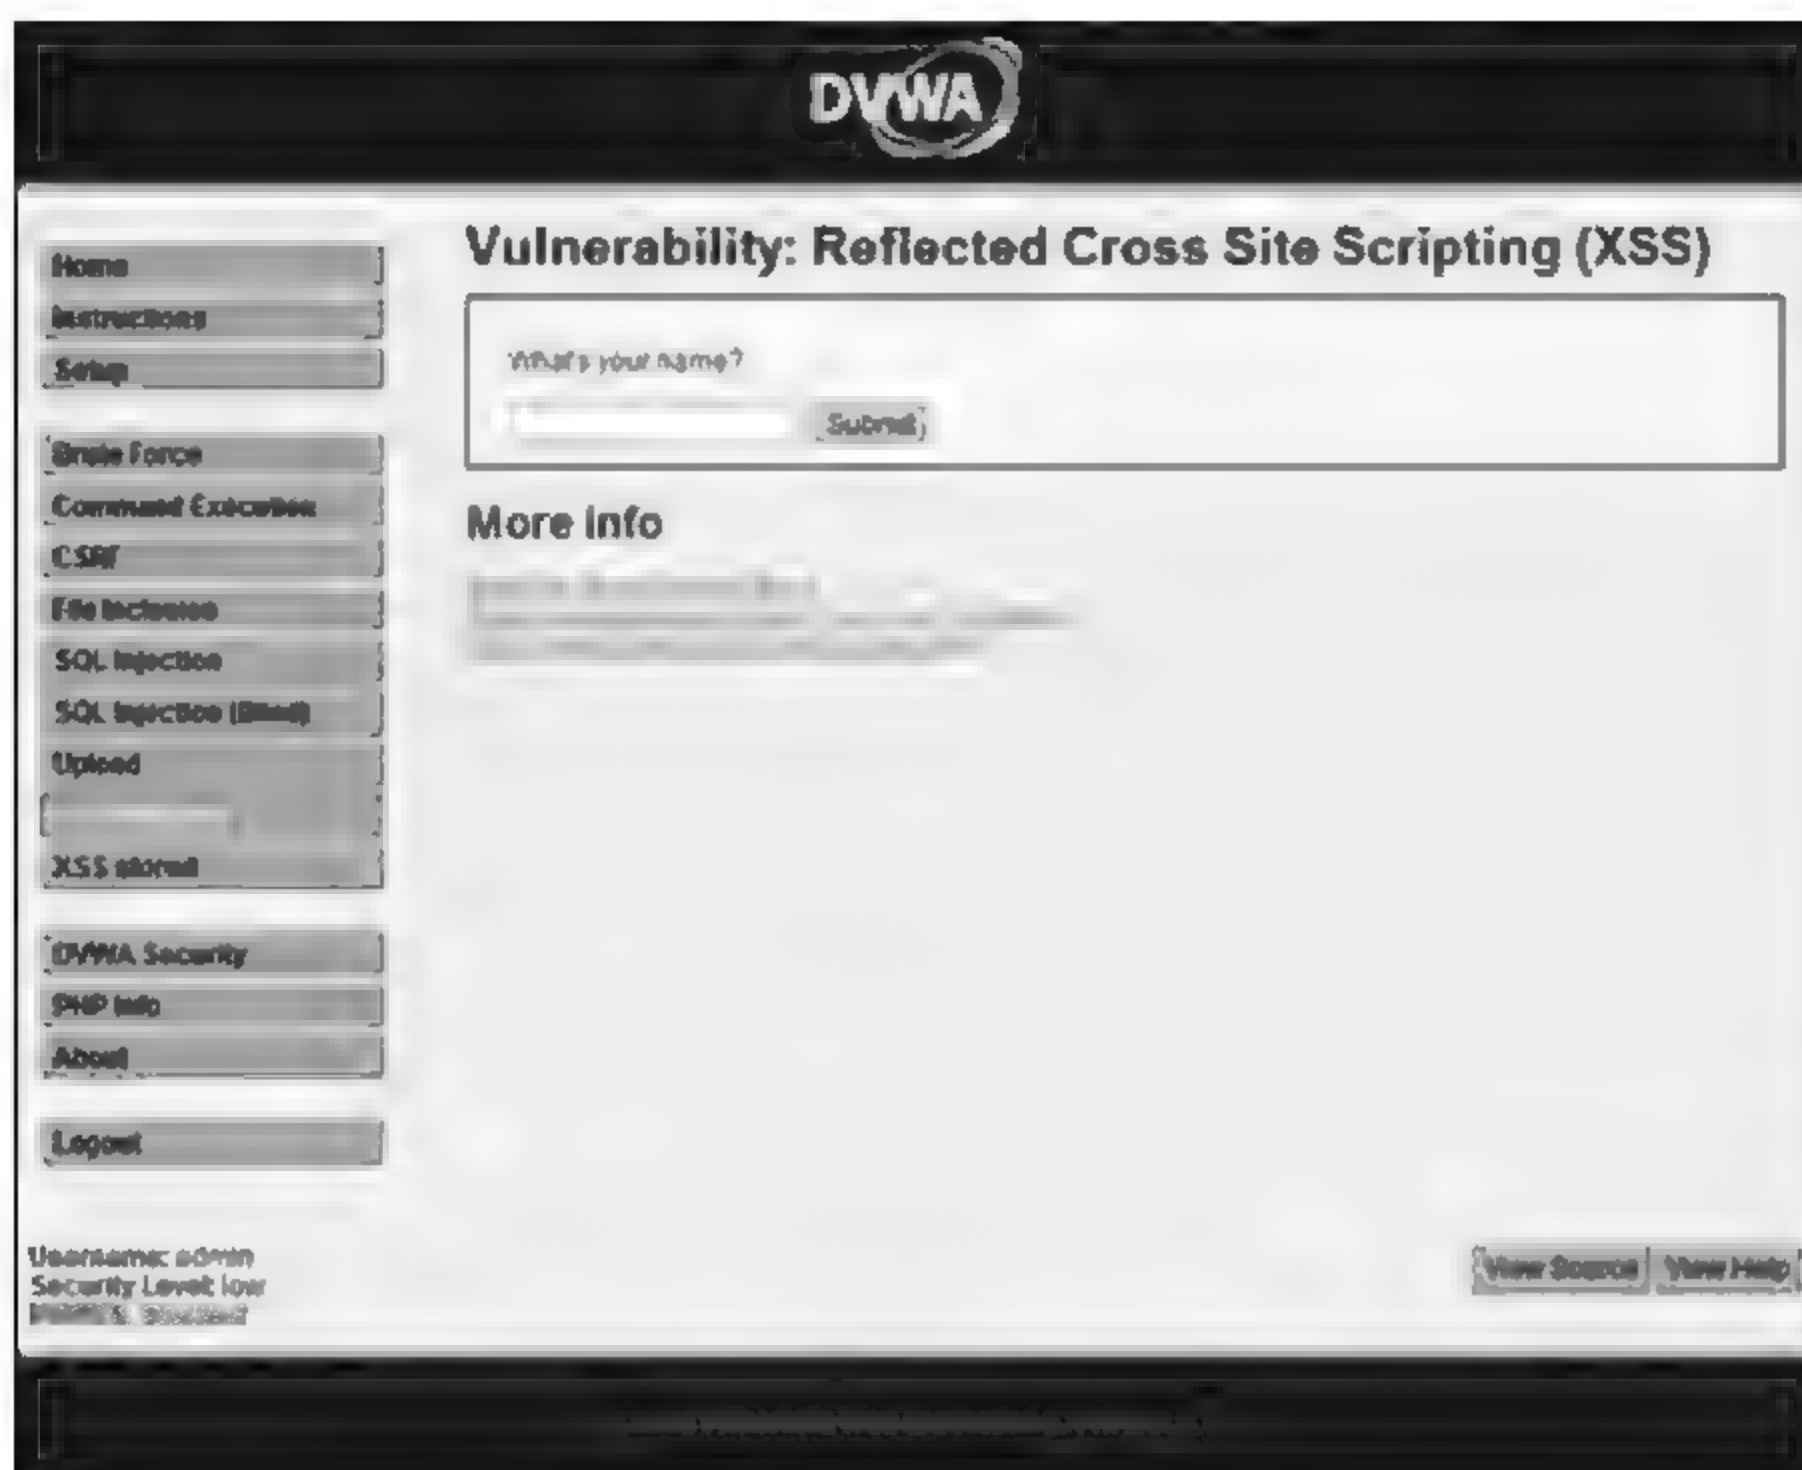 DVWA
Vulnerability: Reflected Cross Site Scripting (XSS)
Home
Instructions
Setup
What's your name?
Submit
Brute Force
Command Execution
More info
CSRF
File Inclusion
SQL Injection
SQL Injection (Blind)
Upload
XSS stored
DVWA Security
PHP Info
About
Logout
Username: admin
Security Level: low
View Source
View Help